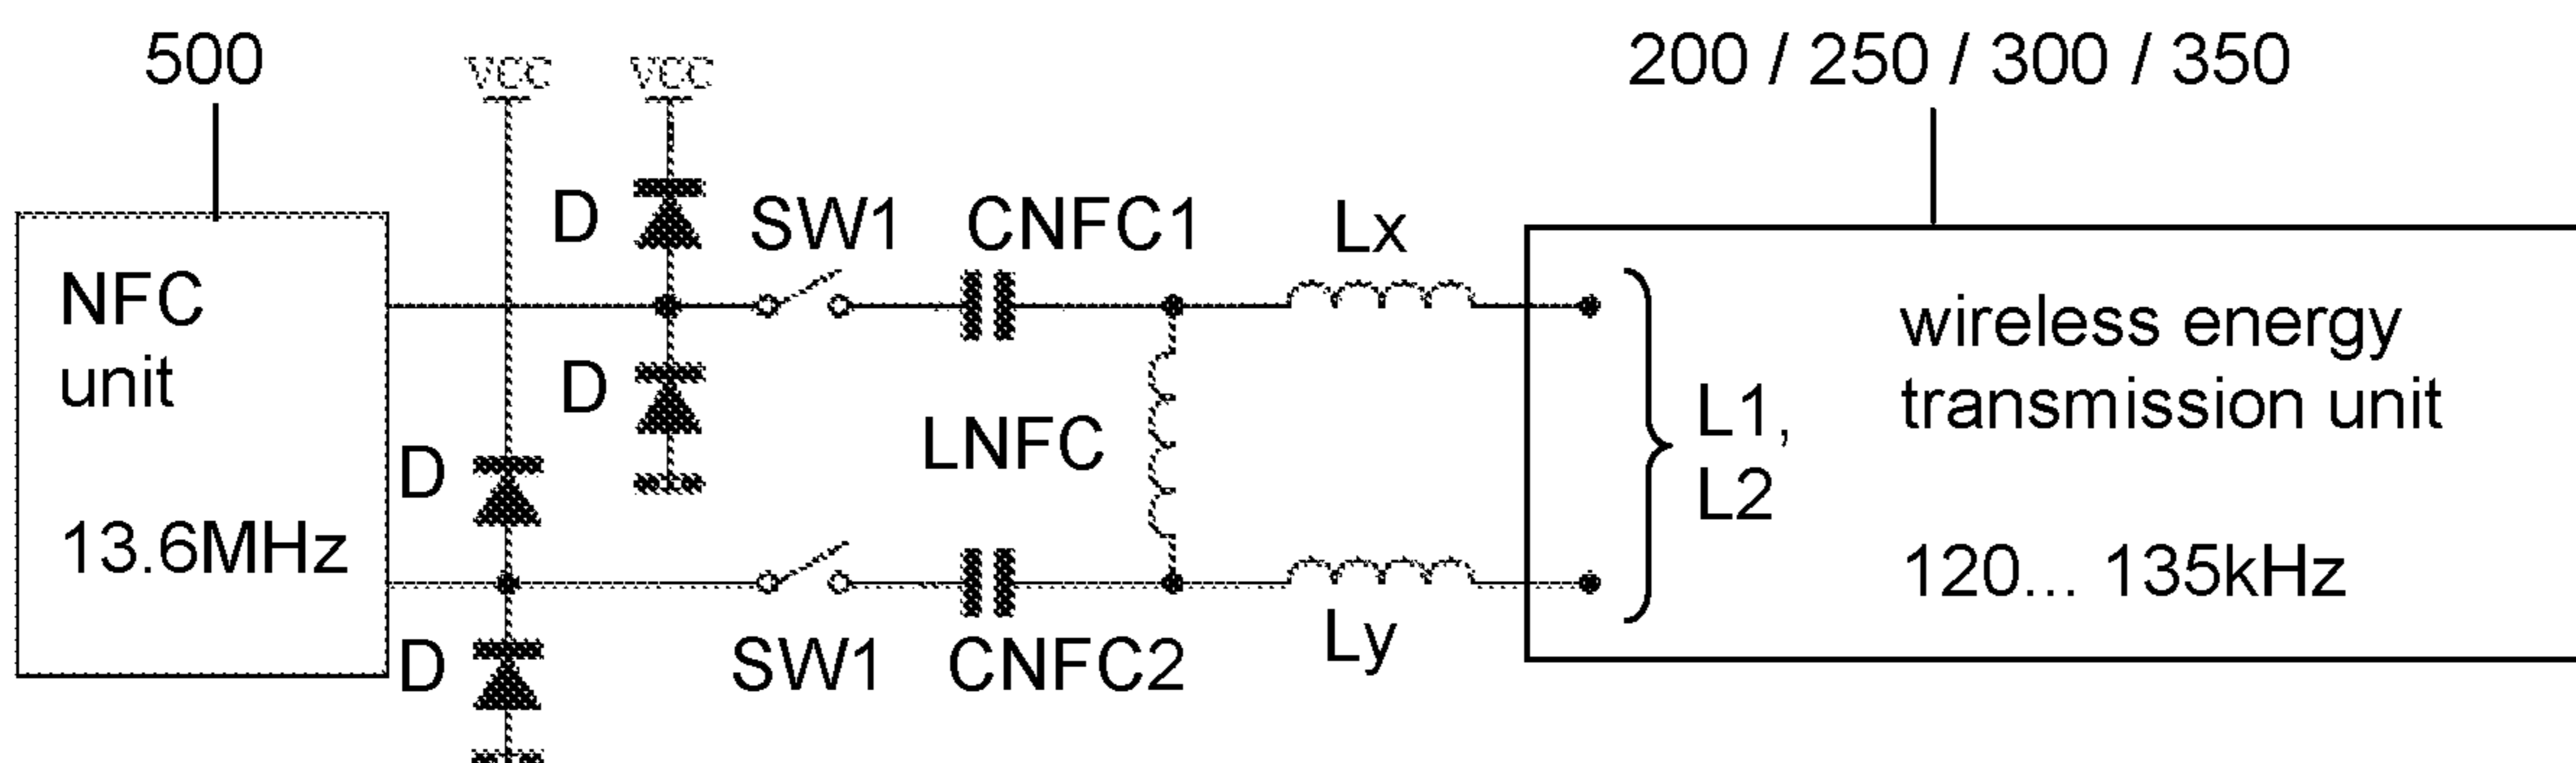 500
VCC
VCC
200 / 250 / 300 / 350
D
SW1
CNFC1
Lx
NFC
unit
13.6MHz
D
LNFC
D
D
SW1
CNFC2
Ly
L1,
L2
wireless energy
transmission unit
120... 135kHz